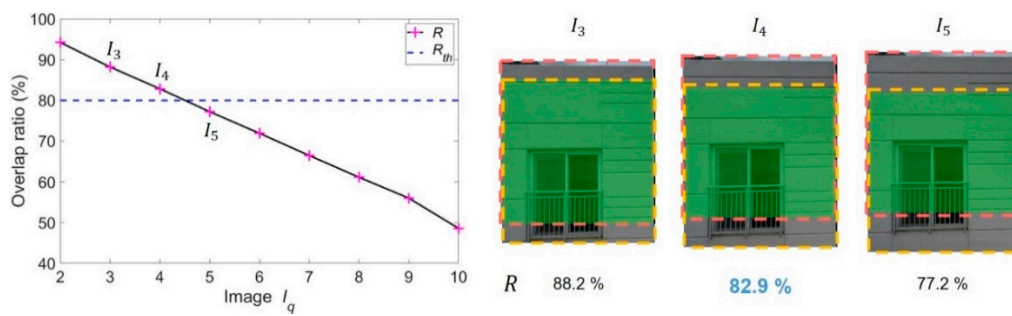 100
90
80
70
60
50
40
Overlap ratio (%)
2 3 4 5 6 7 8 9 10
Image I_q
I_3
I_4
I_5
R
R_th
I_3 I_4 I_5
R 88.2 % 82.9 % 77.2 %